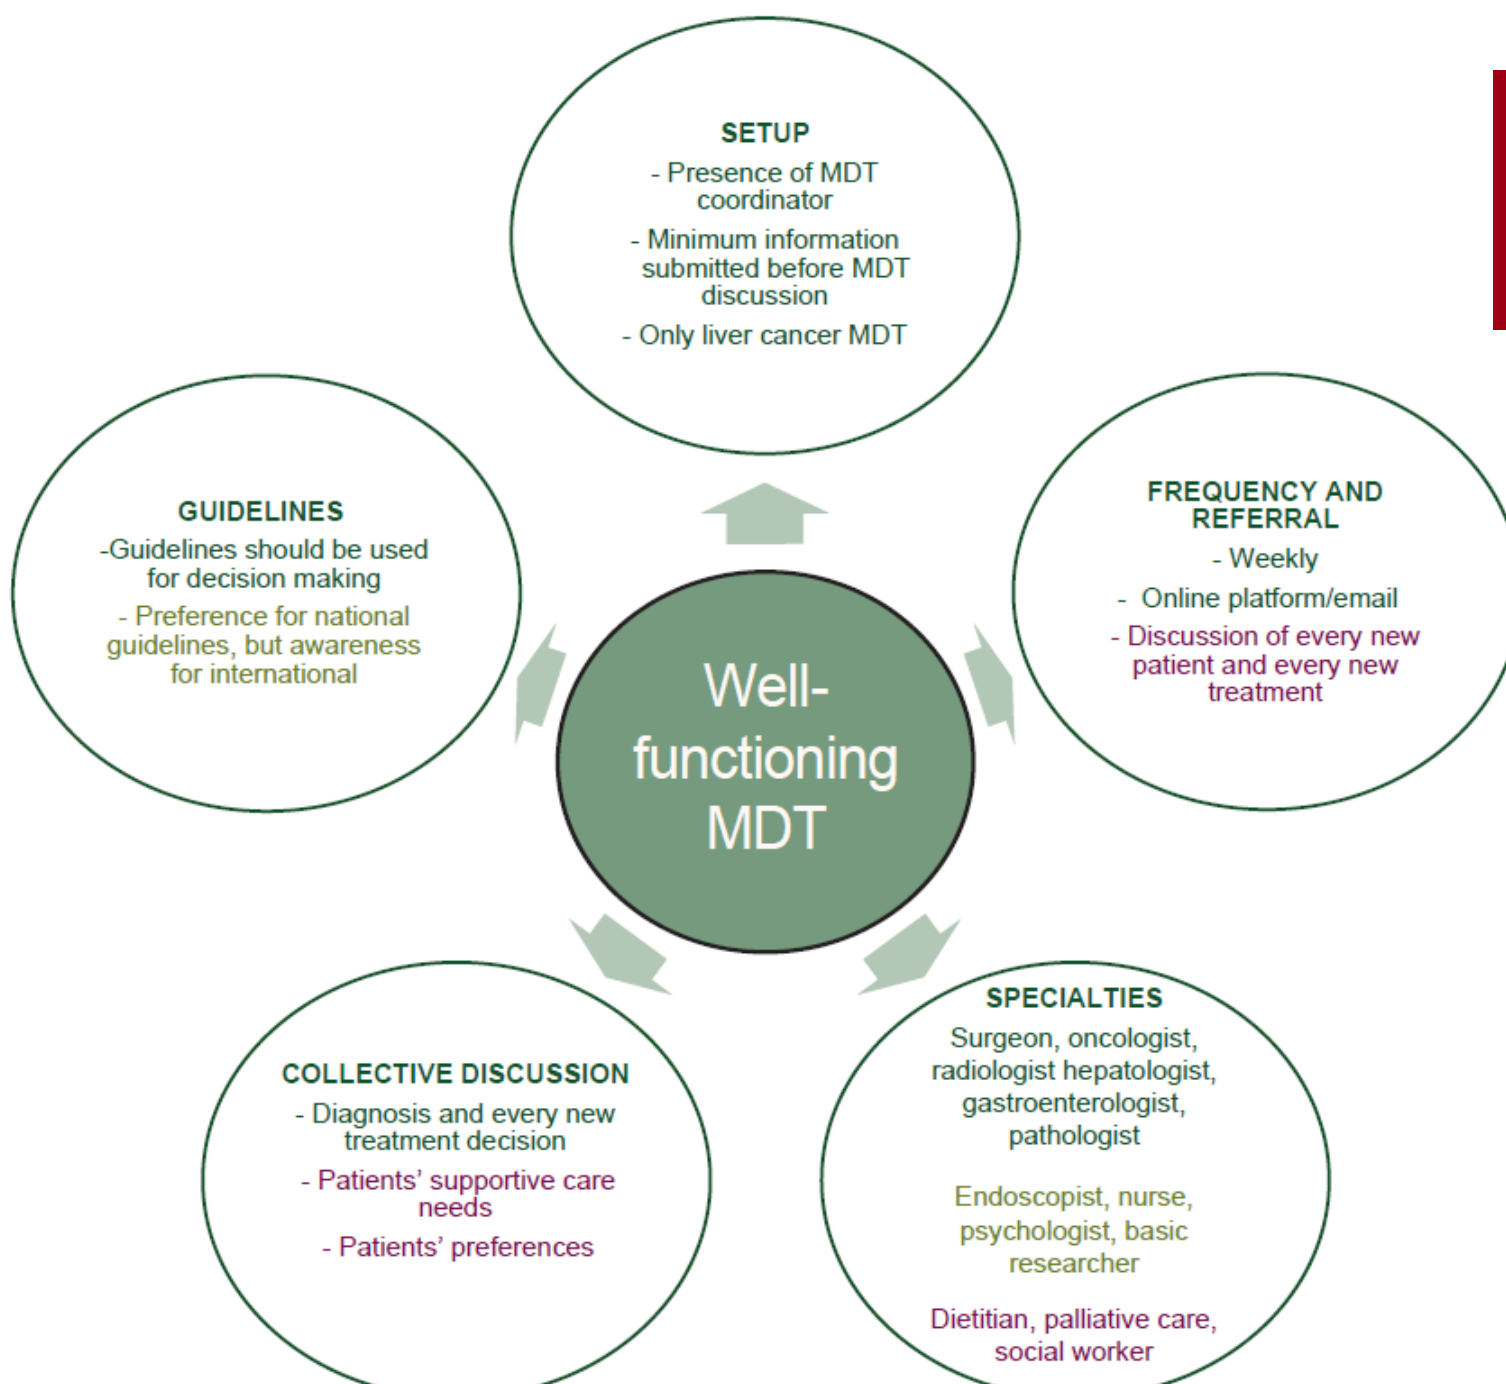 SETUP
- Presence of MDT
coordinator
- Minimum information
submitted before MDT
discussion
- Only liver cancer MDT
GUIDELINES
-Guidelines should be used
for decision making
- Preference for national
guidelines, but awareness
for international
FREQUENCY AND
REFERRAL
- Weekly
- Online platform/email
- Discussion of every new
patient and every new
treatment
Well-
functioning
MDT
COLLECTIVE DISCUSSION
- Diagnosis and every new
treatment decision
- Patients’ supportive care
needs
- Patients’ preferences
SPECIALTIES
Surgeon, oncologist,
radiologist hepatologist,
gastroenterologist,
pathologist
Endoscopist, nurse,
psychologist, basic
researcher
Dietitian, palliative care,
social worker